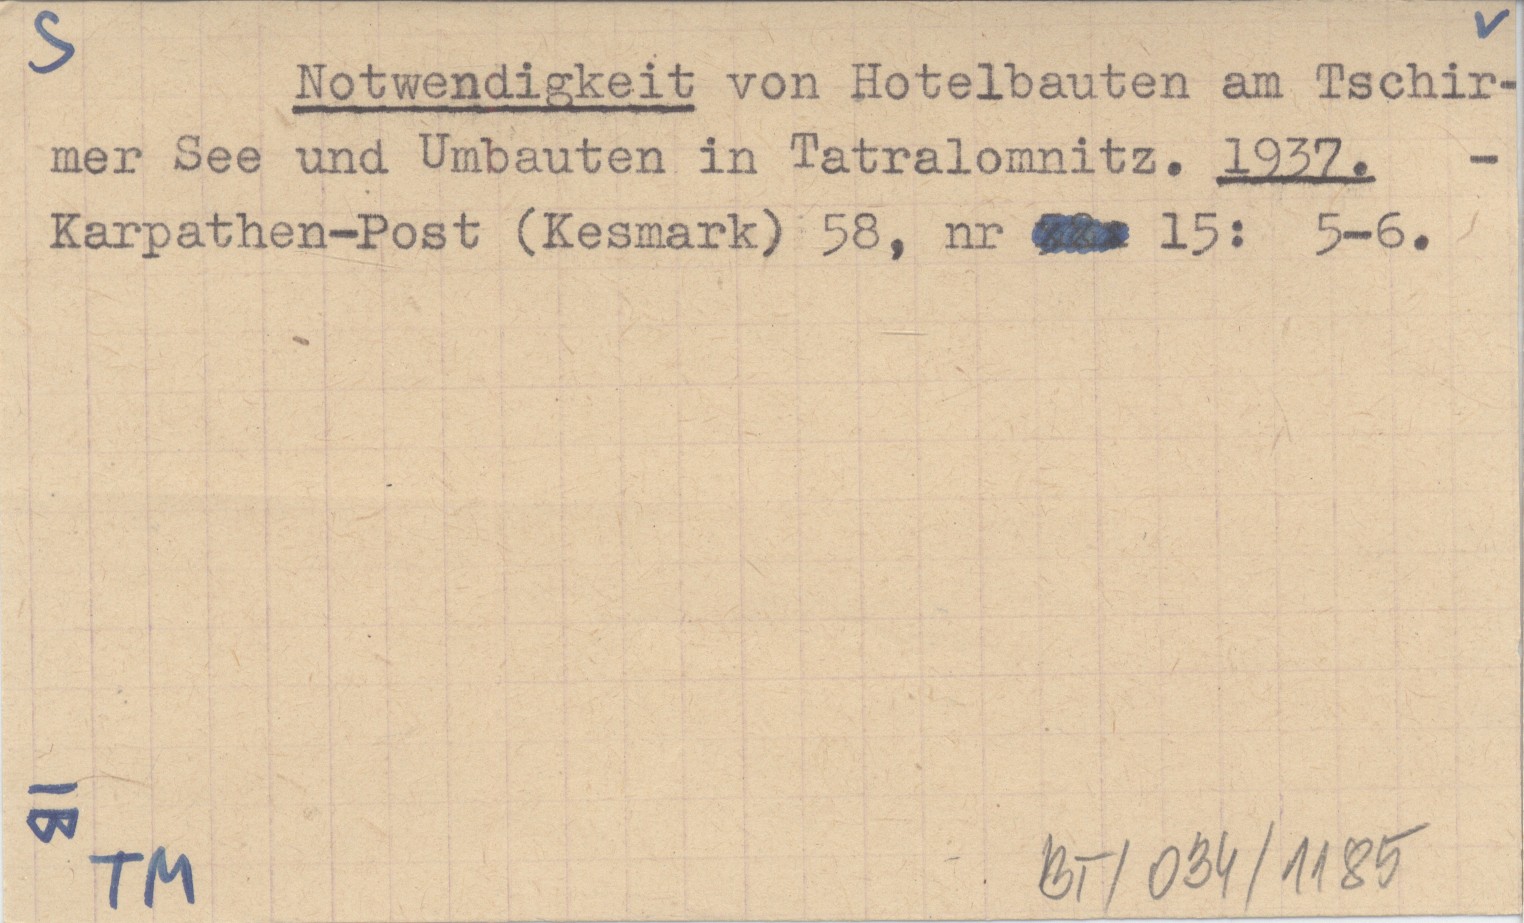 S
v
Notwendigkeit von Hotelbauten am Tschir-
mer See und Umbauten in Tatralomnitz. 1937. -
Karpathen-Post (Kesmark) 58, nr 15: 5-6.
IB
TM
BT/034/1185